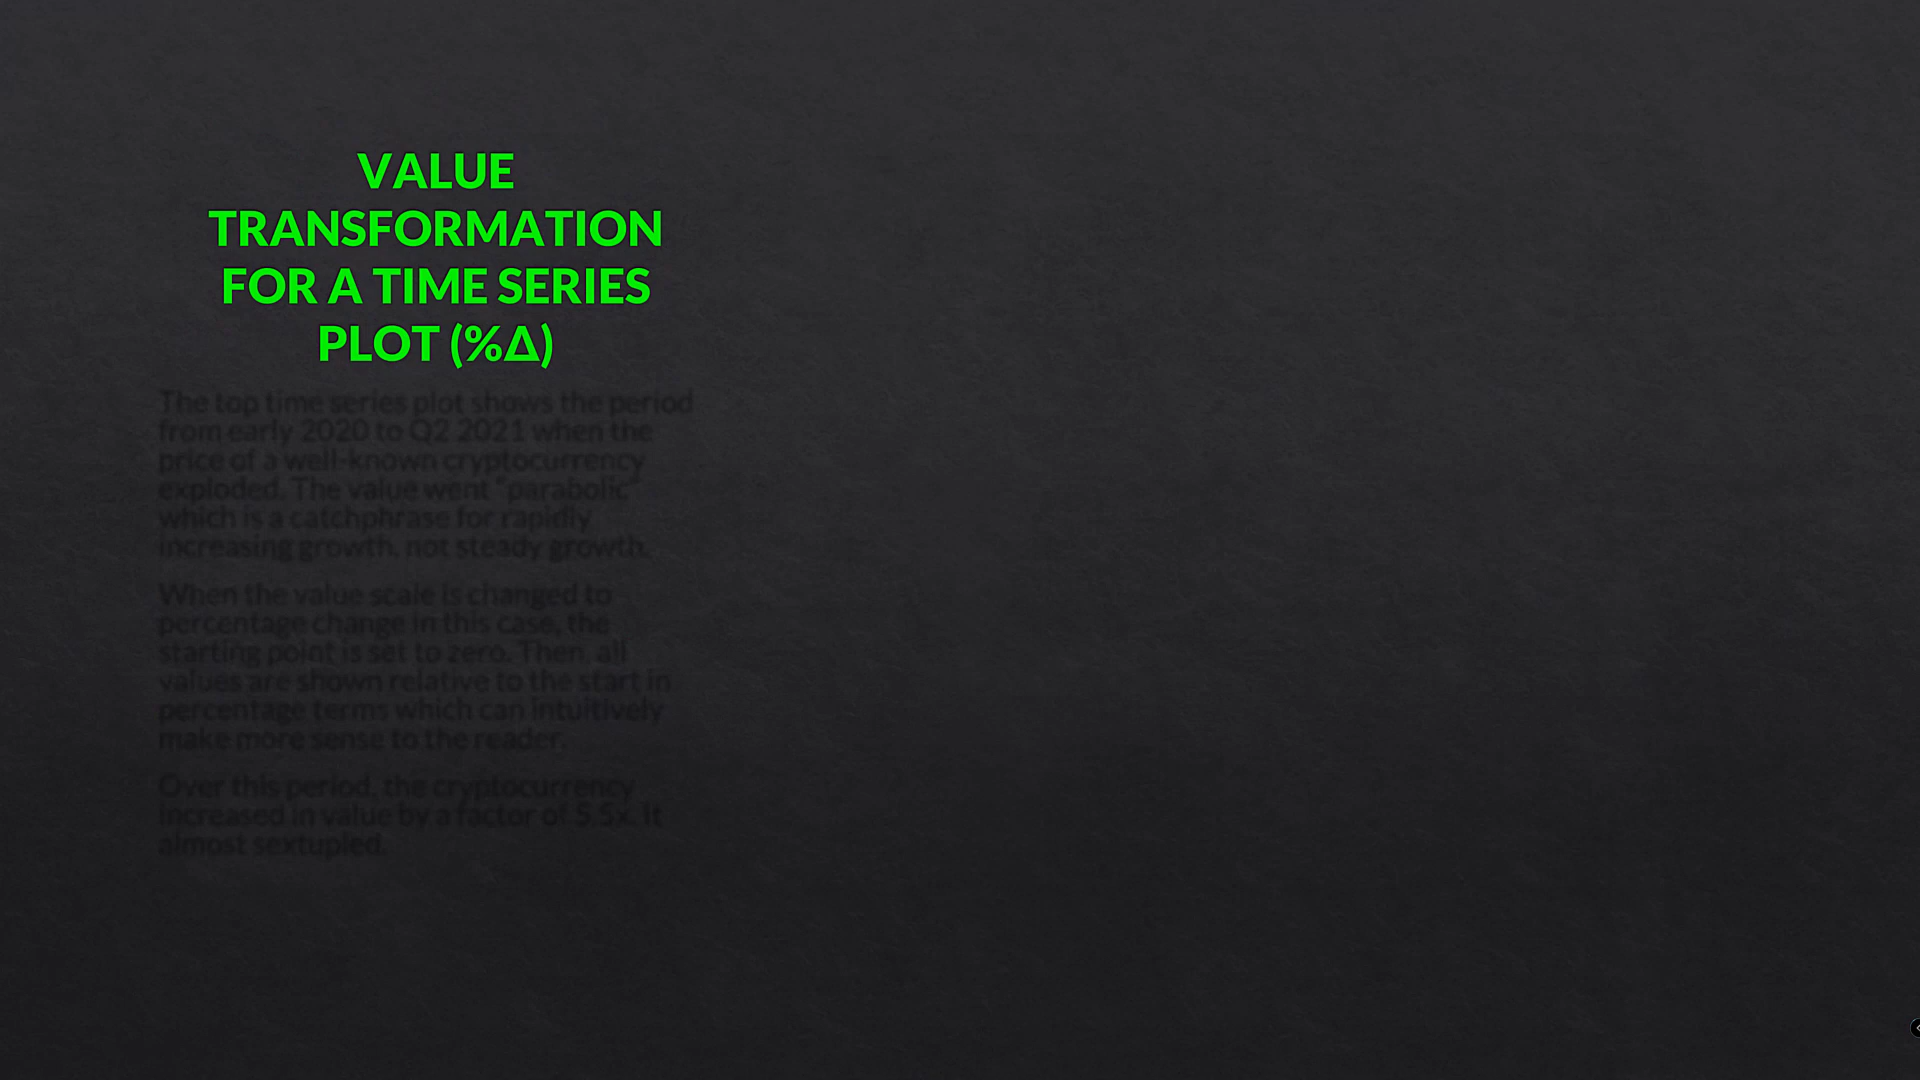 VALUE
TRANSFORMATION
FOR A TIME SERIES
PLOT (%Δ)
The top time series plot shows the period
from early 2020 to Q2 2021 when the
price of a well-known cryptocurrency
exploded. The value went “parabolic”
which is a catchphrase for rapidly
increasing growth, not steady growth.
When the value scale is changed to
percentage change in this case, the
starting point is set to zero. Then, all
values are shown relative to the start in
percentage terms which can intuitively
make more sense to the reader.
Over this period, the cryptocurrency
increased in value by a factor of 5.5x. It
almost sextupled.